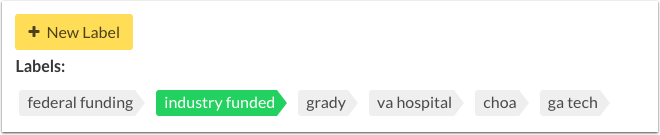 + New Label
Labels:
federal funding industry funded grady va hospital choa ga tech